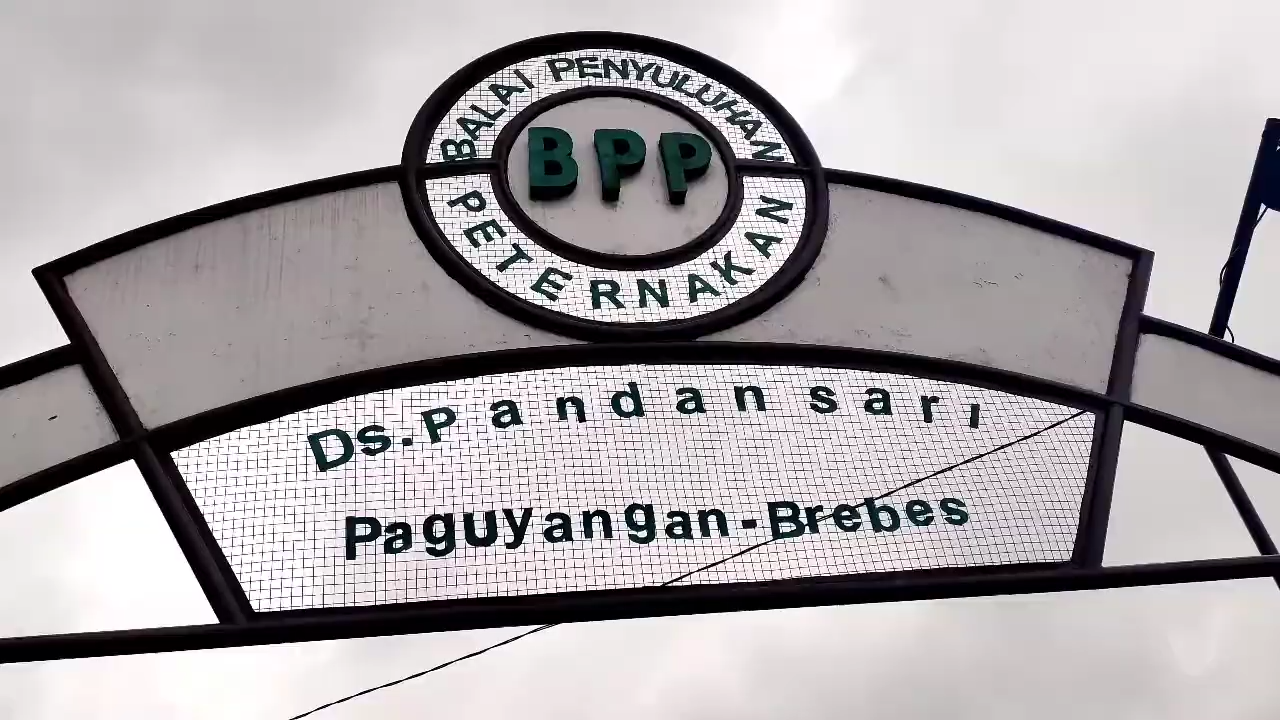 BALAI PENYULUHAN
BPP
PETERNAKAN
Ds. Pandansari
Paguyangan - Brebes